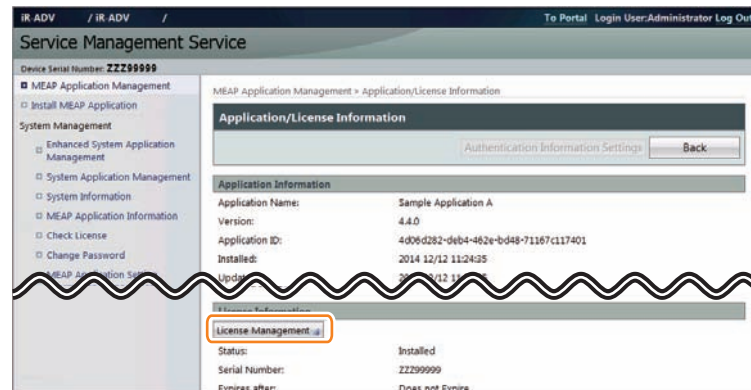 iR-ADV / iR-ADV /
To Portal Login User:Administrator Log Out
Service Management Service
Device Serial Number: ZZZ99999
MEAP Application Management
Install MEAP Application
System Management
Enhanced System Application
Management
System Application Management
System Information
MEAP Application Information
Check License
Change Password
MEAP Application > Application/License Information
Application/License Information
Authentication Information Settings Back
Application Information
Application Name: Sample Application A
Version: 4.4.0
Application ID: 4d06d282-deb4-462e-bd48-71167c117401
Installed: 2014 12/12 11:24:35
License Information
License Management
Status: Installed
Serial Number: ZZZ99999
Expires after: Does not Expire